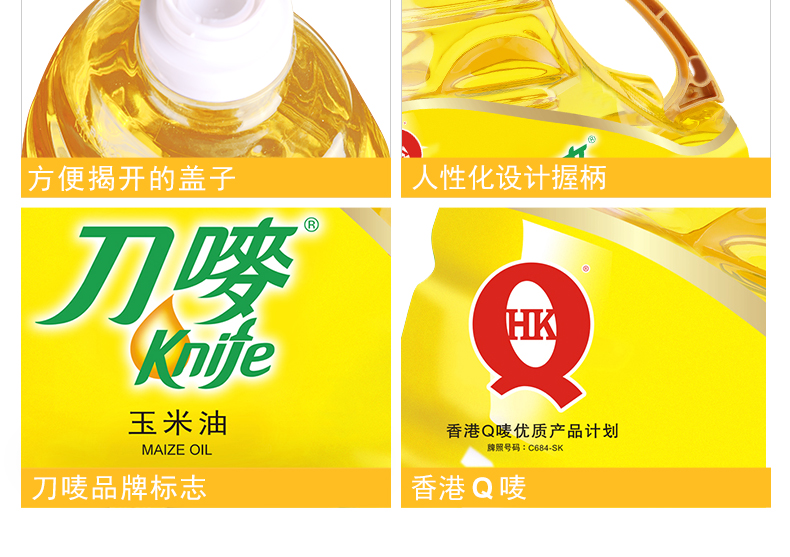 方便揭开的盖子
人性化设计握柄
刀嘜®
Knife
玉米油
MAIZE OIL
刀唛品牌标志
®
HK
香港Q唛优质产品计划
牌照号码：C684-SK
香港 Q 唛